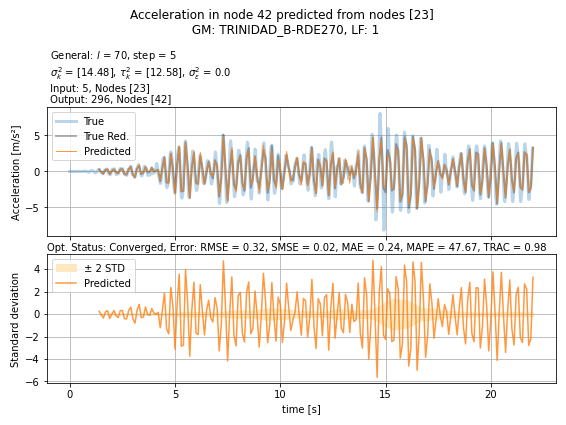 Acceleration in node 42 predicted from nodes [23]
GM: TRINIDAD_B-RDE270, LF: 1
General: l = 70, step = 5
σ²ₖ = [14.48], τ²ₖ = [12.58], σ²ε = 0.0
Input: 5, Nodes [23]
Output: 296, Nodes [42]
True
True Red.
Predicted
Acceleration [m/s²]
5
0
−5
Opt. Status: Converged, Error: RMSE = 0.32, SMSE = 0.02, MAE = 0.24, MAPE = 47.67, TRAC = 0.98
± 2 STD
Predicted
Standard deviation
4
2
0
−2
−4
−6
0 5 10 15 20
time [s]